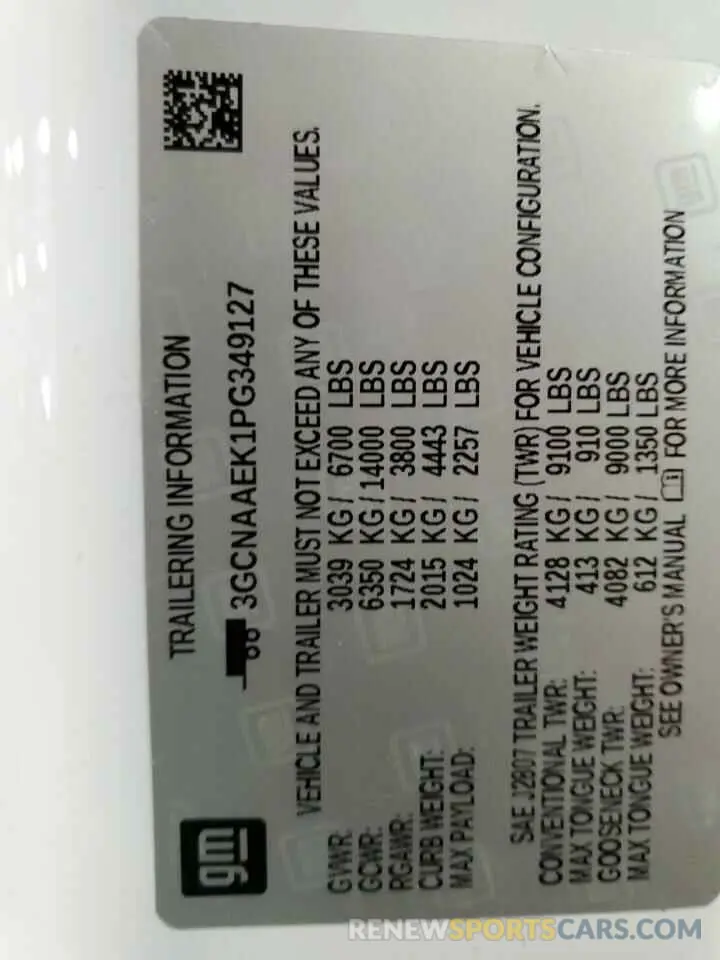 gm
TRAILERING INFORMATION
3GCNAAEK1PG349127
VEHICLE AND TRAILER MUST NOT EXCEED ANY OF THESE VALUES.
GVWR: 3039 KG / 6700 LBS
GCWR: 6350 KG / 14000 LBS
RGAWR: 1724 KG / 3800 LBS
CURB WEIGHT: 2015 KG / 4443 LBS
MAX PAYLOAD: 1024 KG / 2257 LBS
SAE J2807 TRAILER WEIGHT RATING (TWR) FOR VEHICLE CONFIGURATION.
CONVENTIONAL TWR: 4128 KG / 9100 LBS
MAX TONGUE WEIGHT: 413 KG / 910 LBS
GOOSENECK TWR: 4082 KG / 9000 LBS
MAX TONGUE WEIGHT: 612 KG / 1350 LBS
SEE OWNER'S MANUAL FOR MORE INFORMATION
RENEWSPORTSCARS.COM